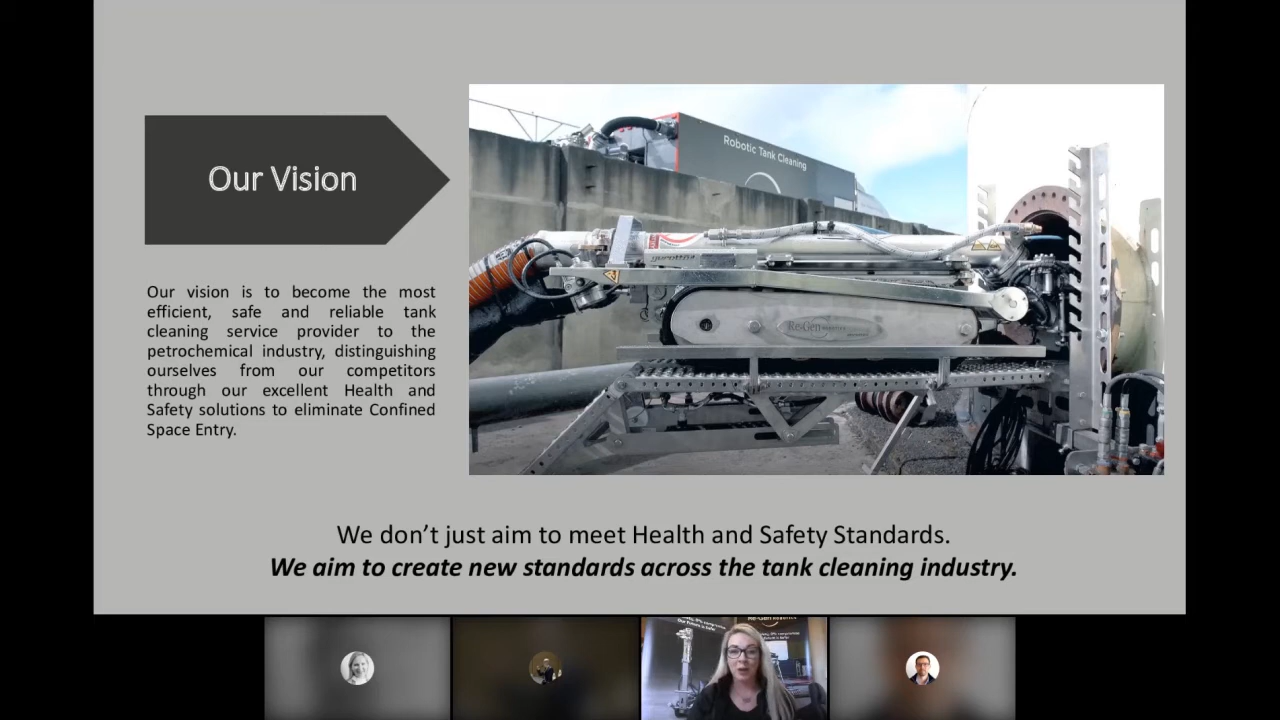 Our Vision
Robotic Tank Cleaning
ReGen
Our vision is to become the most
efficient, safe and reliable tank
cleaning service provider to the
petrochemical industry, distinguishing
ourselves from our competitors
through our excellent Health and
Safety solutions to eliminate Confined
Space Entry.
We don’t just aim to meet Health and Safety Standards.
We aim to create new standards across the tank cleaning industry.